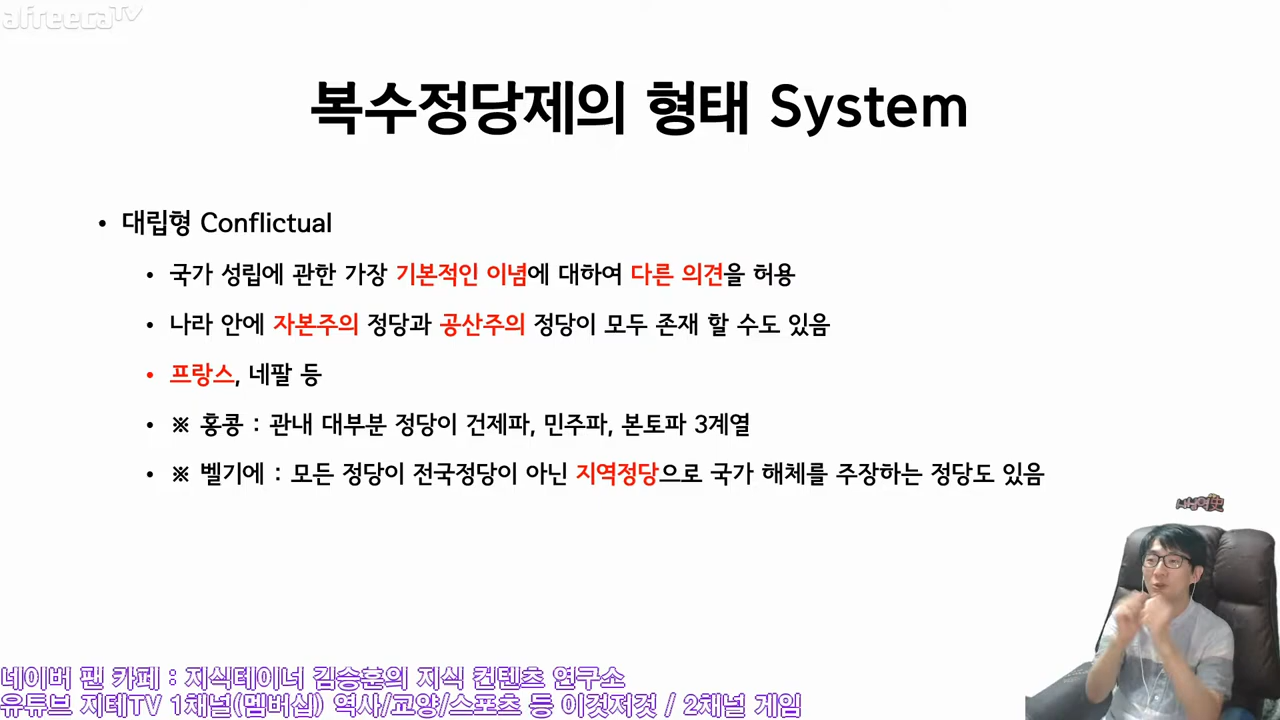 afreecaTV
복수정당제의 형태 System
• 대립형 Conflictual
• 국가 성립에 관한 가장 기본적인 이념에 대하여 다른 의견을 허용
• 나라 안에 자본주의 정당과 공산주의 정당이 모두 존재 할 수도 있음
• 프랑스, 네팔 등
• ※ 홍콩 : 관내 대부분 정당이 건제파, 민주파, 본토파 3계열
• ※ 벨기에 : 모든 정당이 전국정당이 아닌 지역정당으로 국가 해체를 주장하는 정당도 있음
네이버 팬 카페 : 지식테이너 김승훈의 지식 컨텐츠 연구소
유튜브 지테TV 1채널(멤버십) 역사/교양/스포츠 등 이것저것 / 2채널 게임